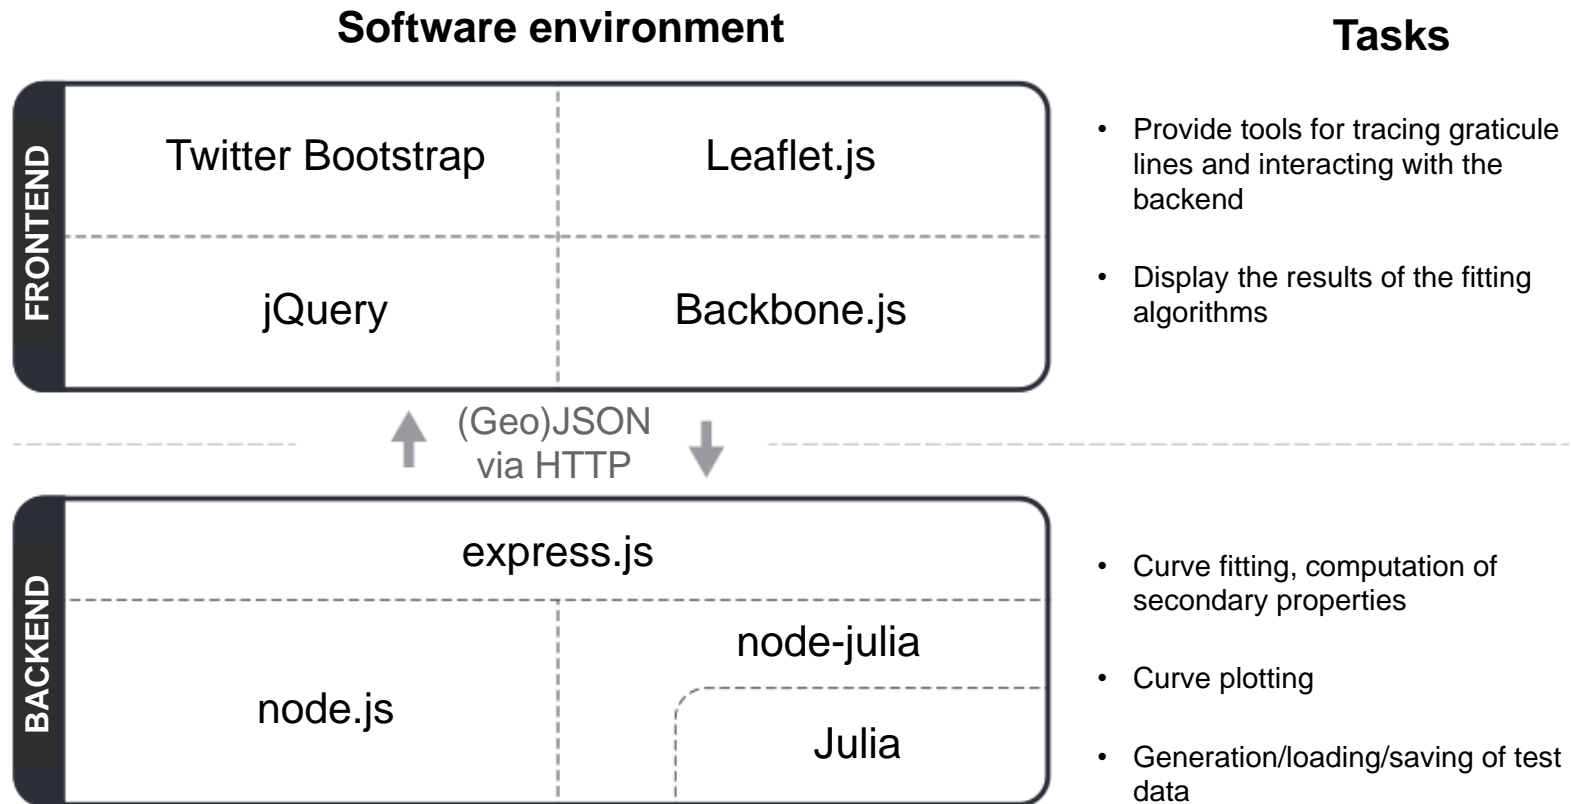 Software environment
Tasks
FRONTEND
Twitter Bootstrap
Leaflet.js
jQuery
Backbone.js
• Provide tools for tracing graticule
lines and interacting with the
backend
• Display the results of the fitting
algorithms
(Geo)JSON
via HTTP
BACKEND
express.js
node.js
node-julia
Julia
• Curve fitting, computation of
secondary properties
• Curve plotting
• Generation/loading/saving of test
data